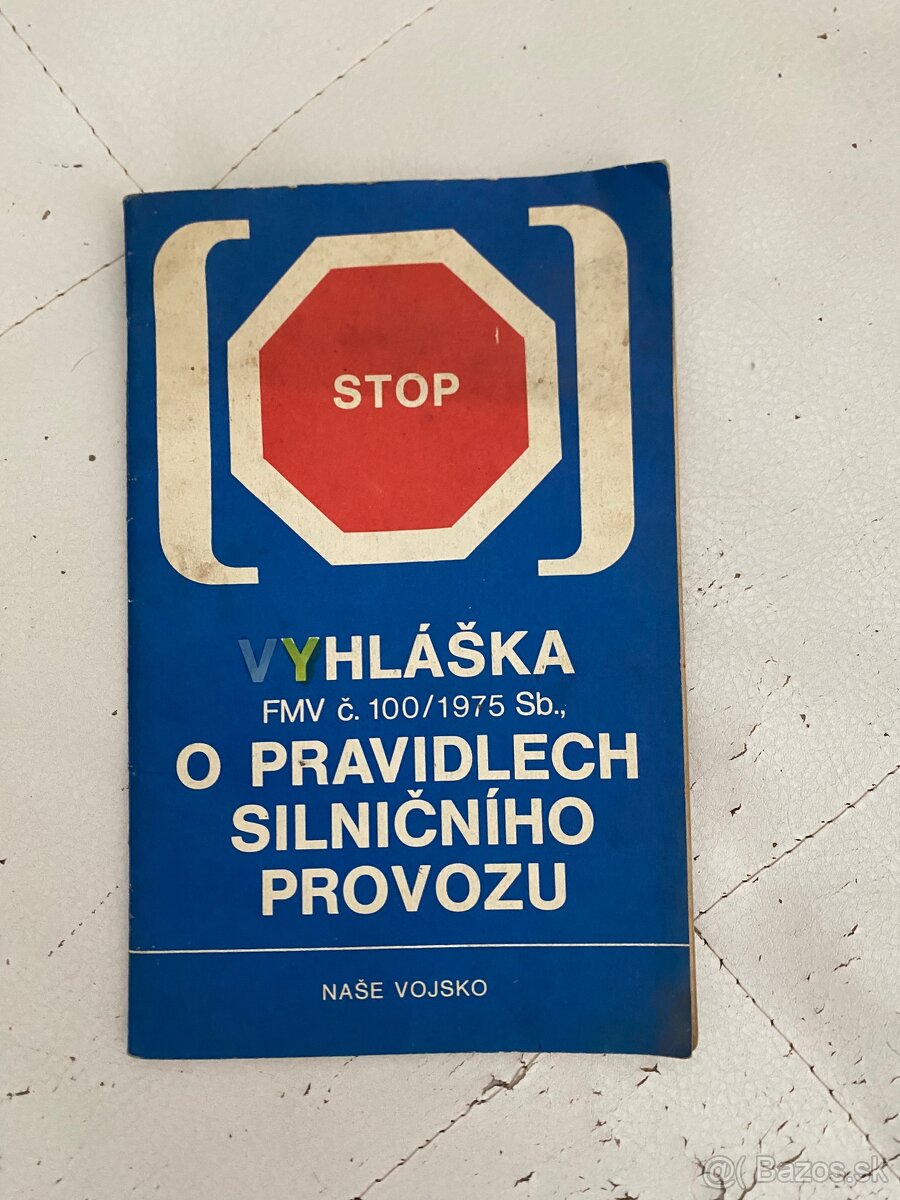 STOP
VYHLÁŠKA
FMV č. 100/1975 Sb.,
O PRAVIDLECH
SILNIČNÍHO
PROVOZU
NAŠE VOJSKO
@( Bazos.sk